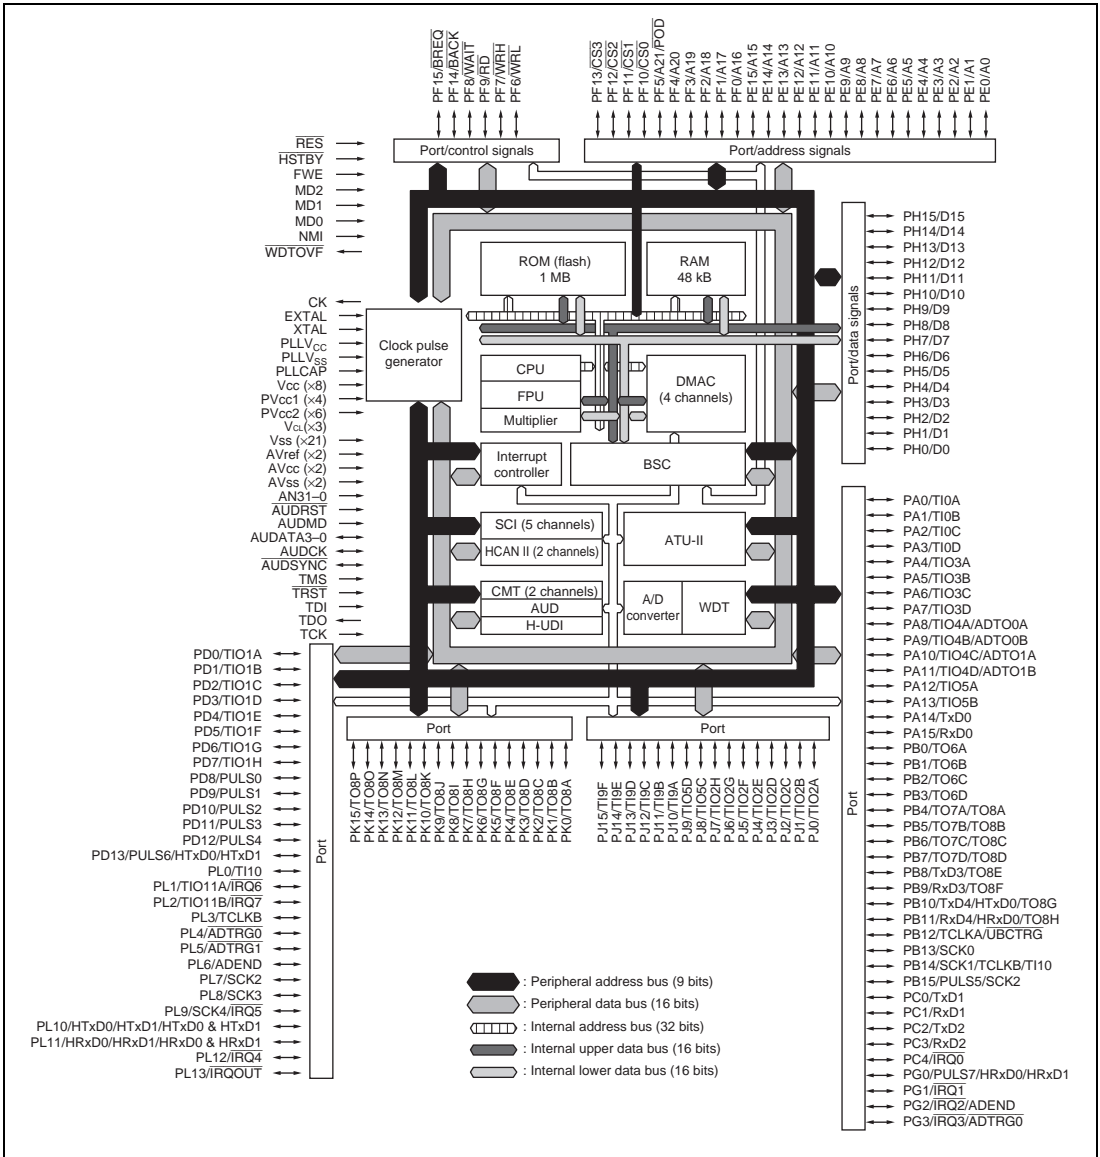 PF15/BREQ
PF14/BACK
PF8/WAIT
PF9/RD
PF7/WRH
PF6/WRL
PF13/CS3
PF12/CS2
PF11/CS1
PF10/CS0
PF5/A21/POD
PF4/A20
PF3/A19
PF2/A18
PF1/A17
PF0/A16
PE15/A15
PE14/A14
PE13/A13
PE12/A12
PE11/A11
PE10/A10
PE9/A9
PE8/A8
PE7/A7
PE6/A6
PE5/A5
PE4/A4
PE3/A3
PE2/A2
PE1/A1
PE0/A0
Port/control signals
Port/address signals
RES
HSTBY
FWE
MD2
MD1
MD0
NMI
WDTOVF
CK
EXTAL
XTAL
PLLVCC
PLLVSS
PLLCAP
Vcc (×8)
PVcc1 (×4)
PVcc2 (×6)
VCL(×3)
Vss (×21)
AVref (×2)
AVcc (×2)
AVss (×2)
AN31–0
AUDRST
AUDMD
AUDATA3–0
AUDCK
AUDSYNC
TMS
TRST
TDI
TDO
TCK
ROM (flash)
1 MB
RAM
48 kB
Clock pulse
generator
CPU
FPU
Multiplier
DMAC
(4 channels)
Interrupt
controller
BSC
SCI (5 channels)
HCAN II (2 channels)
ATU-II
CMT (2 channels)
AUD
H-UDI
A/D
converter
WDT
Port/data signals
PH15/D15
PH14/D14
PH13/D13
PH12/D12
PH11/D11
PH10/D10
PH9/D9
PH8/D8
PH7/D7
PH6/D6
PH5/D5
PH4/D4
PH3/D3
PH2/D2
PH1/D1
PH0/D0
PA0/TI0A
PA1/TI0B
PA2/TI0C
PA3/TI0D
PA4/TIO3A
PA5/TIO3B
PA6/TIO3C
PA7/TIO3D
PA8/TIO4A/ADTO0A
PA9/TIO4B/ADTO0B
PA10/TIO4C/ADTO1A
PA11/TIO4D/ADTO1B
PA12/TIO5A
PA13/TIO5B
PA14/TxD0
PA15/RxD0
PB0/TO6A
PB1/TO6B
PB2/TO6C
PB3/TO6D
PB4/TO7A/TO8A
PB5/TO7B/TO8B
PB6/TO7C/TO8C
PB7/TO7D/TO8D
PB8/TxD3/TO8E
PB9/RxD3/TO8F
PB10/TxD4/HTxD0/TO8G
PB11/RxD4/HRxD0/TO8H
PB12/TCLKA/UBCTRG
PB13/SCK0
PB14/SCK1/TCLKB/TI10
PB15/PULS5/SCK2
PC0/TxD1
PC1/RxD1
PC2/TxD2
PC3/RxD2
PC4/IRQ0
PG0/PULS7/HRxD0/HRxD1
PG1/IRQ1
PG2/IRQ2/ADEND
PG3/IRQ3/ADTRG0
Port
PD0/TIO1A
PD1/TIO1B
PD2/TIO1C
PD3/TIO1D
PD4/TIO1E
PD5/TIO1F
PD6/TIO1G
PD7/TIO1H
PD8/PULS0
PD9/PULS1
PD10/PULS2
PD11/PULS3
PD12/PULS4
PD13/PULS6/HTxD0/HTxD1
PL0/TI10
PL1/TIO11A/IRQ6
PL2/TIO11B/IRQ7
PL3/TCLKB
PL4/ADTRG0
PL5/ADTRG1
PL6/ADEND
PL7/SCK2
PL8/SCK3
PL9/SCK4/IRQ5
PL10/HTxD0/HTxD1/HTxD0 & HTxD1
PL11/HRxD0/HRxD1/HRxD0 & HRxD1
PL12/IRQ4
PL13/IRQOUT
Port
Port
Port
PK15/TO8P
PK14/TO8O
PK13/TO8N
PK12/TO8M
PK11/TO8L
PK10/TO8K
PK9/TO8J
PK8/TO8I
PK7/TO8H
PK6/TO8G
PK5/TO8F
PK4/TO8E
PK3/TO8D
PK2/TO8C
PK1/TO8B
PK0/TO8A
PJ15/TI9F
PJ14/TI9E
PJ13/TI9D
PJ12/TI9C
PJ11/TI9B
PJ10/TI9A
PJ9/TIO5D
PJ8/TIO5C
PJ7/TIO2H
PJ6/TIO2G
PJ5/TIO2F
PJ4/TIO2E
PJ3/TIO2D
PJ2/TIO2C
PJ1/TIO2B
PJ0/TIO2A
: Peripheral address bus (9 bits)
: Peripheral data bus (16 bits)
: Internal address bus (32 bits)
: Internal upper data bus (16 bits)
: Internal lower data bus (16 bits)